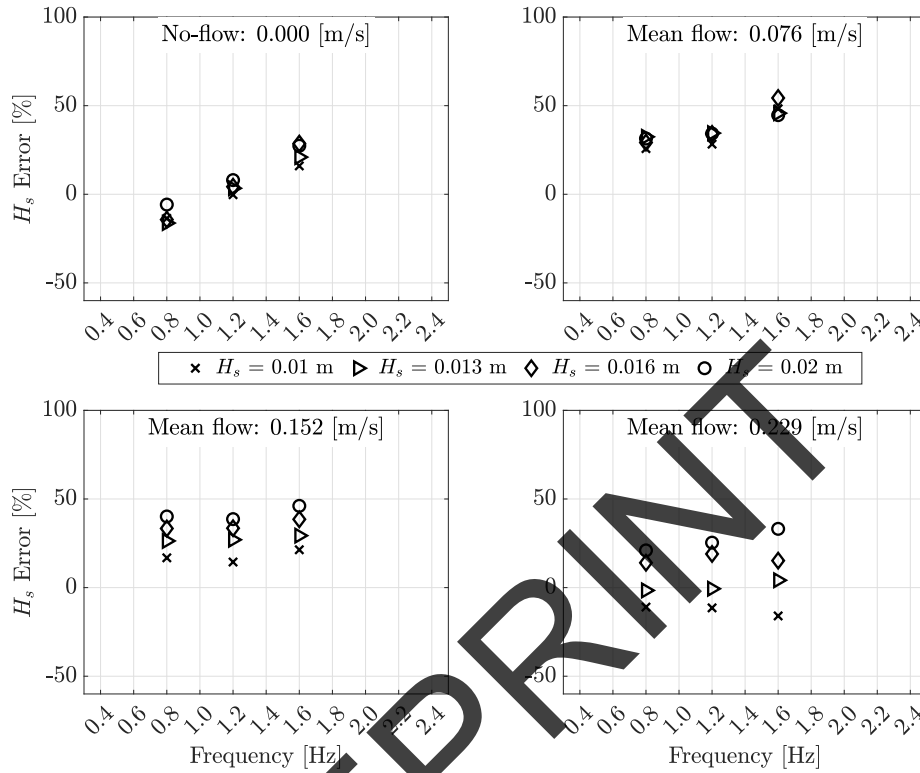 No-flow: 0.000 [m/s]
100
50
0
-50
H_s Error [%]
0.4 0.6 0.8 1.0 1.2 1.4 1.6 1.8 2.0 2.2 2.4
Mean flow: 0.076 [m/s]
100
50
0
-50
0.4 0.6 0.8 1.0 1.2 1.4 1.6 1.8 2.0 2.2 2.4
H_s = 0.01 m H_s = 0.013 m H_s = 0.016 m H_s = 0.02 m
Mean flow: 0.152 [m/s]
100
50
0
-50
H_s Error [%]
0.4 0.6 0.8 1.0 1.2 1.4 1.6 1.8 2.0 2.2 2.4
Frequency [Hz]
Mean flow: 0.229 [m/s]
100
50
0
-50
0.4 0.6 0.8 1.0 1.2 1.4 1.6 1.8 2.0 2.2 2.4
Frequency [Hz]
EPRINT